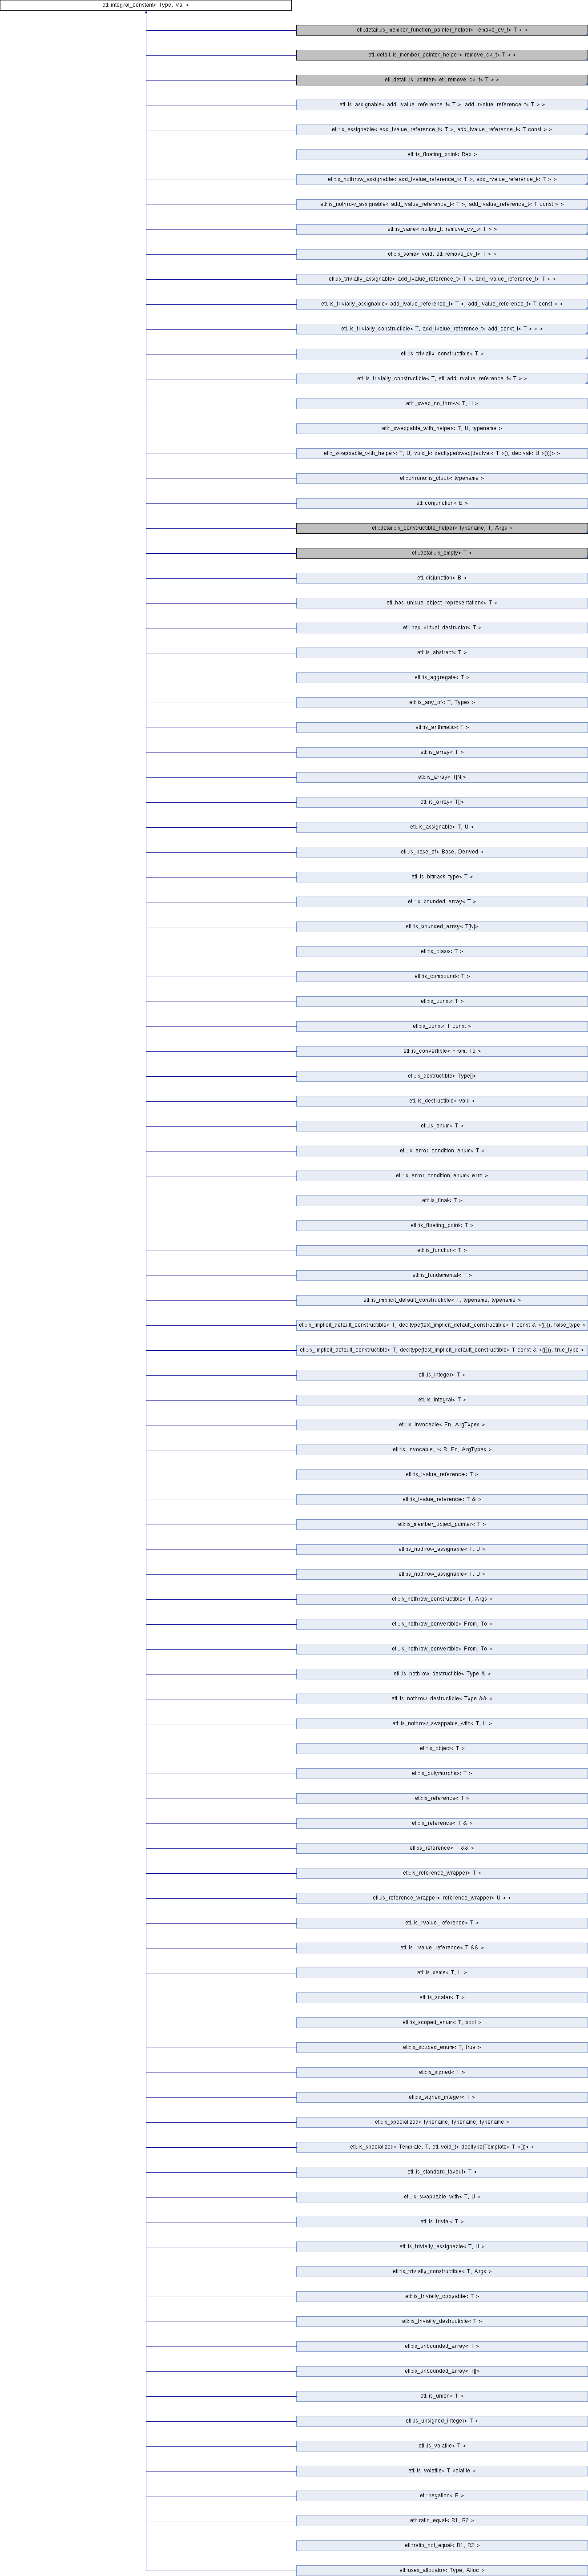 etl::integral_constant< Type, Val >
etl::detail::is_member_function_pointer_helper< remove_cv_t< T > >
etl::detail::is_member_pointer_helper< remove_cv_t< T > >
etl::detail::is_pointer< etl::remove_cv_t< T > >
etl::is_assignable< add_lvalue_reference_t< T >, add_rvalue_reference_t< T > >
etl::is_assignable< add_lvalue_reference_t< T >, add_lvalue_reference_t< T const > >
etl::is_floating_point< Rep >
etl::is_nothrow_assignable< add_lvalue_reference_t< T >, add_rvalue_reference_t< T > >
etl::is_nothrow_assignable< add_lvalue_reference_t< T >, add_lvalue_reference_t< T const > >
etl::is_same< nullptr_t, remove_cv_t< T > >
etl::is_same< void, etl::remove_cv_t< T > >
etl::is_trivially_assignable< add_lvalue_reference_t< T >, add_rvalue_reference_t< T > >
etl::is_trivially_assignable< add_lvalue_reference_t< T >, add_lvalue_reference_t< T const > >
etl::is_trivially_constructible< T, add_lvalue_reference_t< add_const_t< T > > >
etl::is_trivially_constructible< T >
etl::is_trivially_constructible< T, etl::add_rvalue_reference_t< T > >
etl::_swap_no_throw< T, U >
etl::_swappable_with_helper< T, U, typename >
etl::_swappable_with_helper< T, U, void_t< decltype(swap(declval< T >(), declval< U >()))> >
etl::chrono::is_clock< typename >
etl::conjunction< B >
etl::detail::is_constructible_helper< typename, T, Args >
etl::detail::is_empty< T >
etl::disjunction< B >
etl::has_unique_object_representations< T >
etl::has_virtual_destructor< T >
etl::is_abstract< T >
etl::is_aggregate< T >
etl::is_any_of< T, Types >
etl::is_arithmetic< T >
etl::is_array< T >
etl::is_array< T[N]>
etl::is_array< T[]>
etl::is_assignable< T, U >
etl::is_base_of< Base, Derived >
etl::is_bitmask_type< T >
etl::is_bounded_array< T >
etl::is_bounded_array< T[N]>
etl::is_class< T >
etl::is_compound< T >
etl::is_const< T >
etl::is_const< T const >
etl::is_convertible< From, To >
etl::is_destructible< Type[]>
etl::is_destructible< void >
etl::is_enum< T >
etl::is_error_condition_enum< T >
etl::is_error_condition_enum< errc >
etl::is_final< T >
etl::is_floating_point< T >
etl::is_function< T >
etl::is_fundamental< T >
etl::is_implicit_default_constructible< T, typename, typename >
etl::is_implicit_default_constructible< T, decltype(test_implicit_default_constructible< T const & >({})), false_type >
etl::is_implicit_default_constructible< T, decltype(test_implicit_default_constructible< T const & >({})), true_type >
etl::is_integer< T >
etl::is_integral< T >
etl::is_invocable< Fn, ArgTypes >
etl::is_invocable_r< R, Fn, ArgTypes >
etl::is_lvalue_reference< T >
etl::is_lvalue_reference< T & >
etl::is_member_object_pointer< T >
etl::is_nothrow_assignable< T, U >
etl::is_nothrow_assignable< T, U >
etl::is_nothrow_constructible< T, Args >
etl::is_nothrow_convertible< From, To >
etl::is_nothrow_convertible< From, To >
etl::is_nothrow_destructible< Type & >
etl::is_nothrow_destructible< Type && >
etl::is_nothrow_swappable_with< T, U >
etl::is_object< T >
etl::is_polymorphic< T >
etl::is_reference< T >
etl::is_reference< T & >
etl::is_reference< T && >
etl::is_reference_wrapper< T >
etl::is_reference_wrapper< reference_wrapper< U > >
etl::is_rvalue_reference< T >
etl::is_rvalue_reference< T && >
etl::is_same< T, U >
etl::is_scalar< T >
etl::is_scoped_enum< T, bool >
etl::is_scoped_enum< T, true >
etl::is_signed< T >
etl::is_signed_integer< T >
etl::is_specialized< typename, typename, typename >
etl::is_specialized< Template, T, etl::void_t< decltype(Template< T >{})> >
etl::is_standard_layout< T >
etl::is_swappable_with< T, U >
etl::is_trivial< T >
etl::is_trivially_assignable< T, U >
etl::is_trivially_constructible< T, Args >
etl::is_trivially_copyable< T >
etl::is_trivially_destructible< T >
etl::is_unbounded_array< T >
etl::is_unbounded_array< T[]>
etl::is_union< T >
etl::is_unsigned_integer< T >
etl::is_volatile< T >
etl::is_volatile< T volatile >
etl::negation< B >
etl::ratio_equal< R1, R2 >
etl::ratio_not_equal< R1, R2 >
etl::uses_allocator< Type, Alloc >